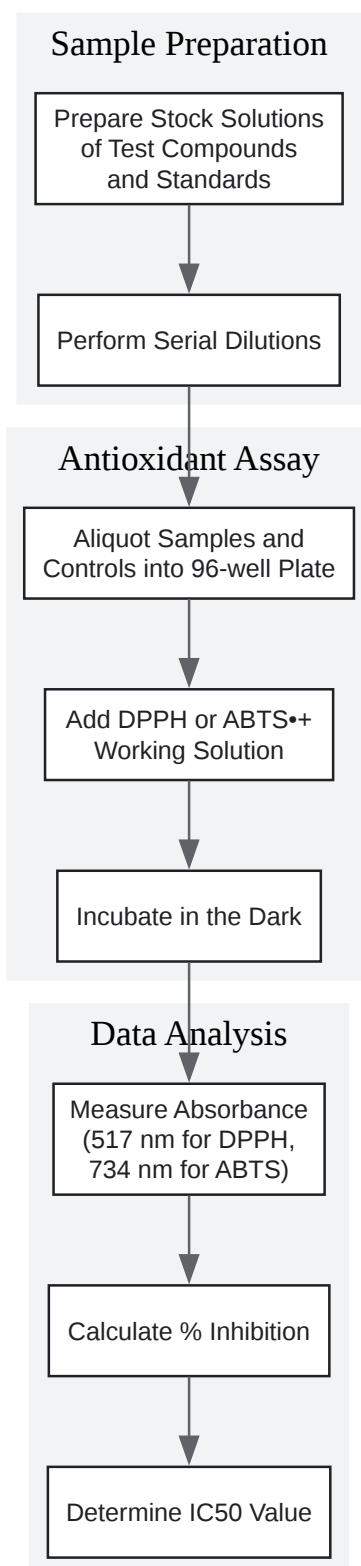 Sample Preparation
Prepare Stock Solutions
of Test Compounds
and Standards
Perform Serial Dilutions
Antioxidant Assay
Aliquot Samples and
Controls into 96-well Plate
Add DPPH or ABTS•+
Working Solution
Incubate in the Dark
Data Analysis
Measure Absorbance
(517 nm for DPPH,
734 nm for ABTS)
Calculate % Inhibition
Determine IC50 Value